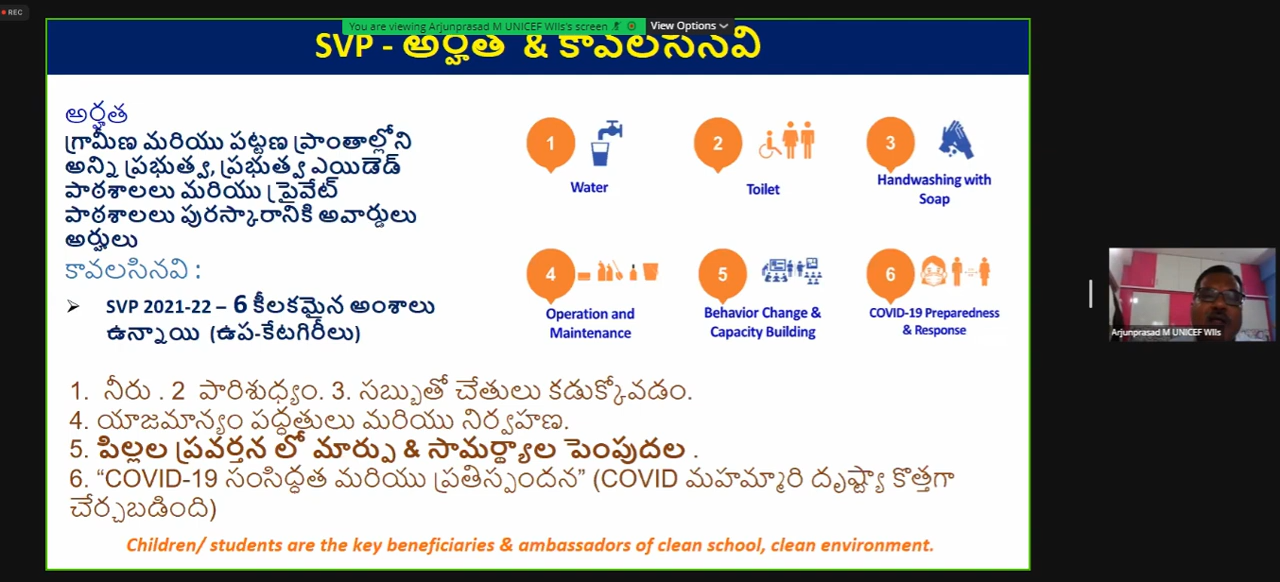 REC
You are viewing Arjunprasad M UNICEF WIls's screen
View Options
SVP - అర్హత & కావలసినవి
అర్హత
గ్రామీణ మరియు పట్టణ ప్రాంతాల్లోని
అన్ని ప్రభుత్వ, ప్రభుత్వ ఎయిడెడ్
పాఠశాలలు మరియు ప్రైవేట్
పాఠశాలలు పురస్కారానికి అవార్డులు
అర్హులు
కావలసినవి :
SVP 2021-22 – 6 కీలకమైన అంశాలు
ఉన్నాయి (ఉప-కేటగిరీలు)
1
Water
2
Toilet
3
Handwashing with
Soap
4
Operation and
Maintenance
5
Behavior Change &
Capacity Building
6
COVID-19 Preparedness
& Response
1. నీరు . 2 పారిశుధ్యం. 3. సబ్బుతో చేతులు కడుక్కోవడం.
4. యాజమాన్యం పద్ధతులు మరియు నిర్వహణ.
5. పిల్లల ప్రవర్తన లో మార్పు & సామర్థ్యాల పెంపుదల .
6. “COVID-19 సంసిద్ధత మరియు ప్రతిస్పందన” (COVID మహమ్మారి దృష్ట్యా కొత్తగా
చేర్చబడింది)
Children/ students are the key beneficiaries & ambassadors of clean school, clean environment.
Arjunprasad M UNICEF WIls